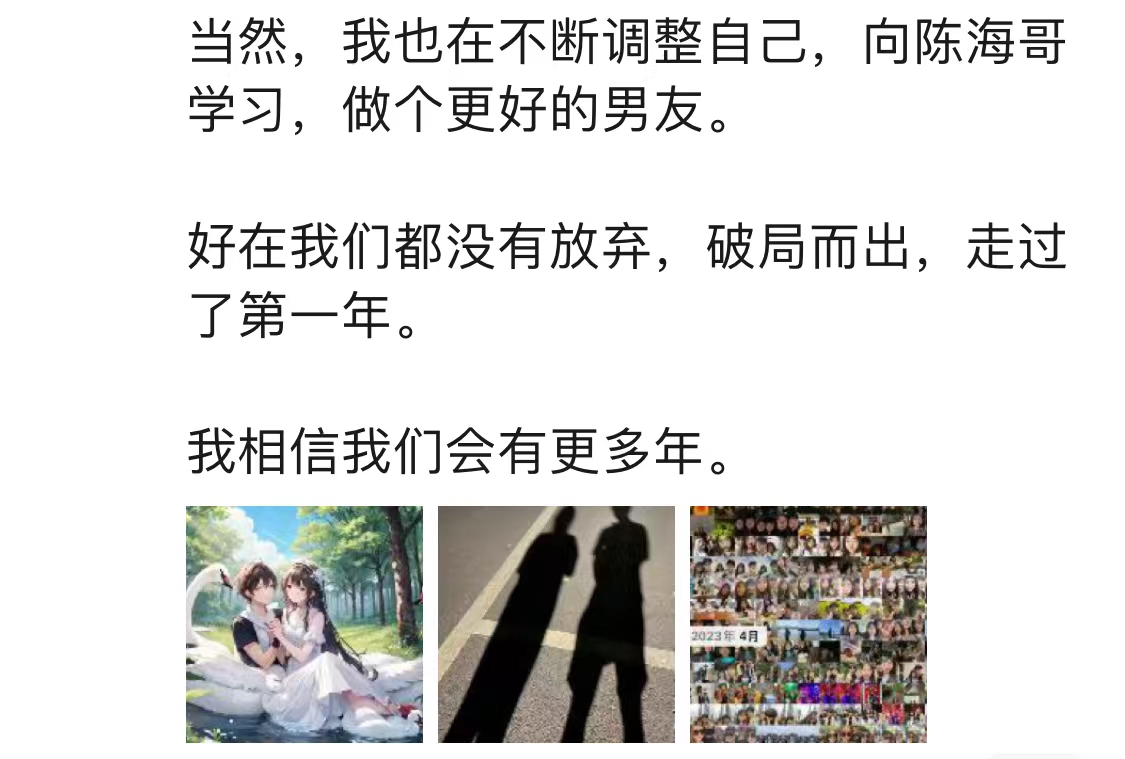 当然，我也在不断调整自己，向陈海哥
学习，做个更好的男友。
好在我们都没有放弃，破局而出，走过
了第一年。
我相信我们会有更多年。
2023年 4月